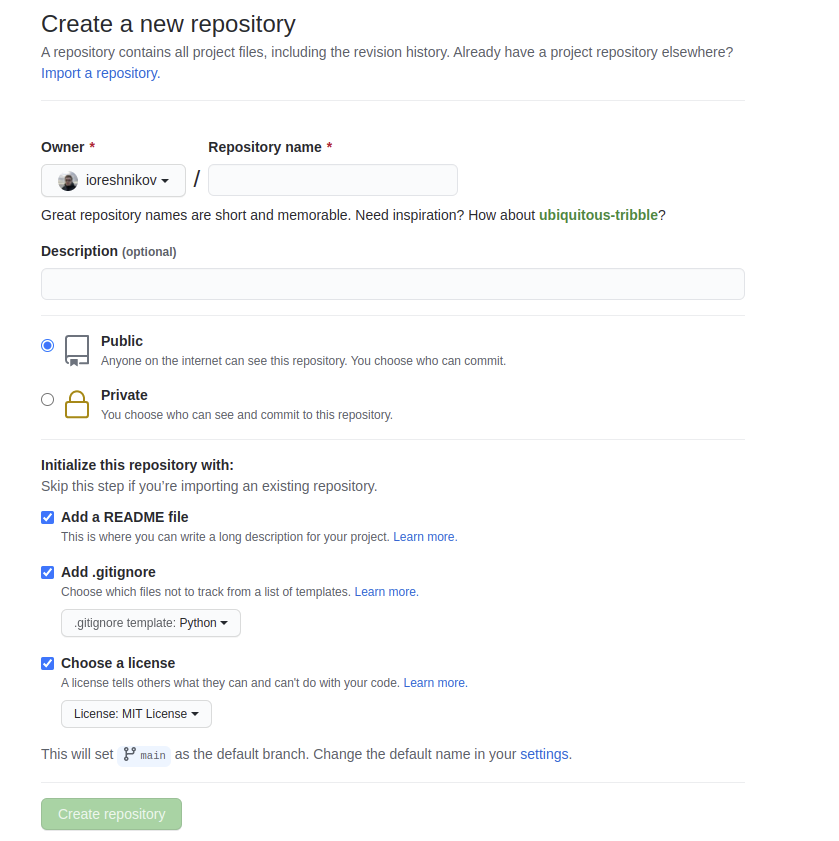 Create a new repository
A repository contains all project files, including the revision history. Already have a project repository elsewhere?
Import a repository.
Owner * Repository name *
ioreshnikov /
Great repository names are short and memorable. Need inspiration? How about ubiquitous-tribble?
Description (optional)
Public
Anyone on the internet can see this repository. You choose who can commit.
Private
You choose who can see and commit to this repository.
Initialize this repository with:
Skip this step if you’re importing an existing repository.
Add a README file
This is where you can write a long description for your project. Learn more.
Add .gitignore
Choose which files not to track from a list of templates. Learn more.
.gitignore template: Python
Choose a license
A license tells others what they can and can't do with your code. Learn more.
License: MIT License
This will set main as the default branch. Change the default name in your settings.
Create repository